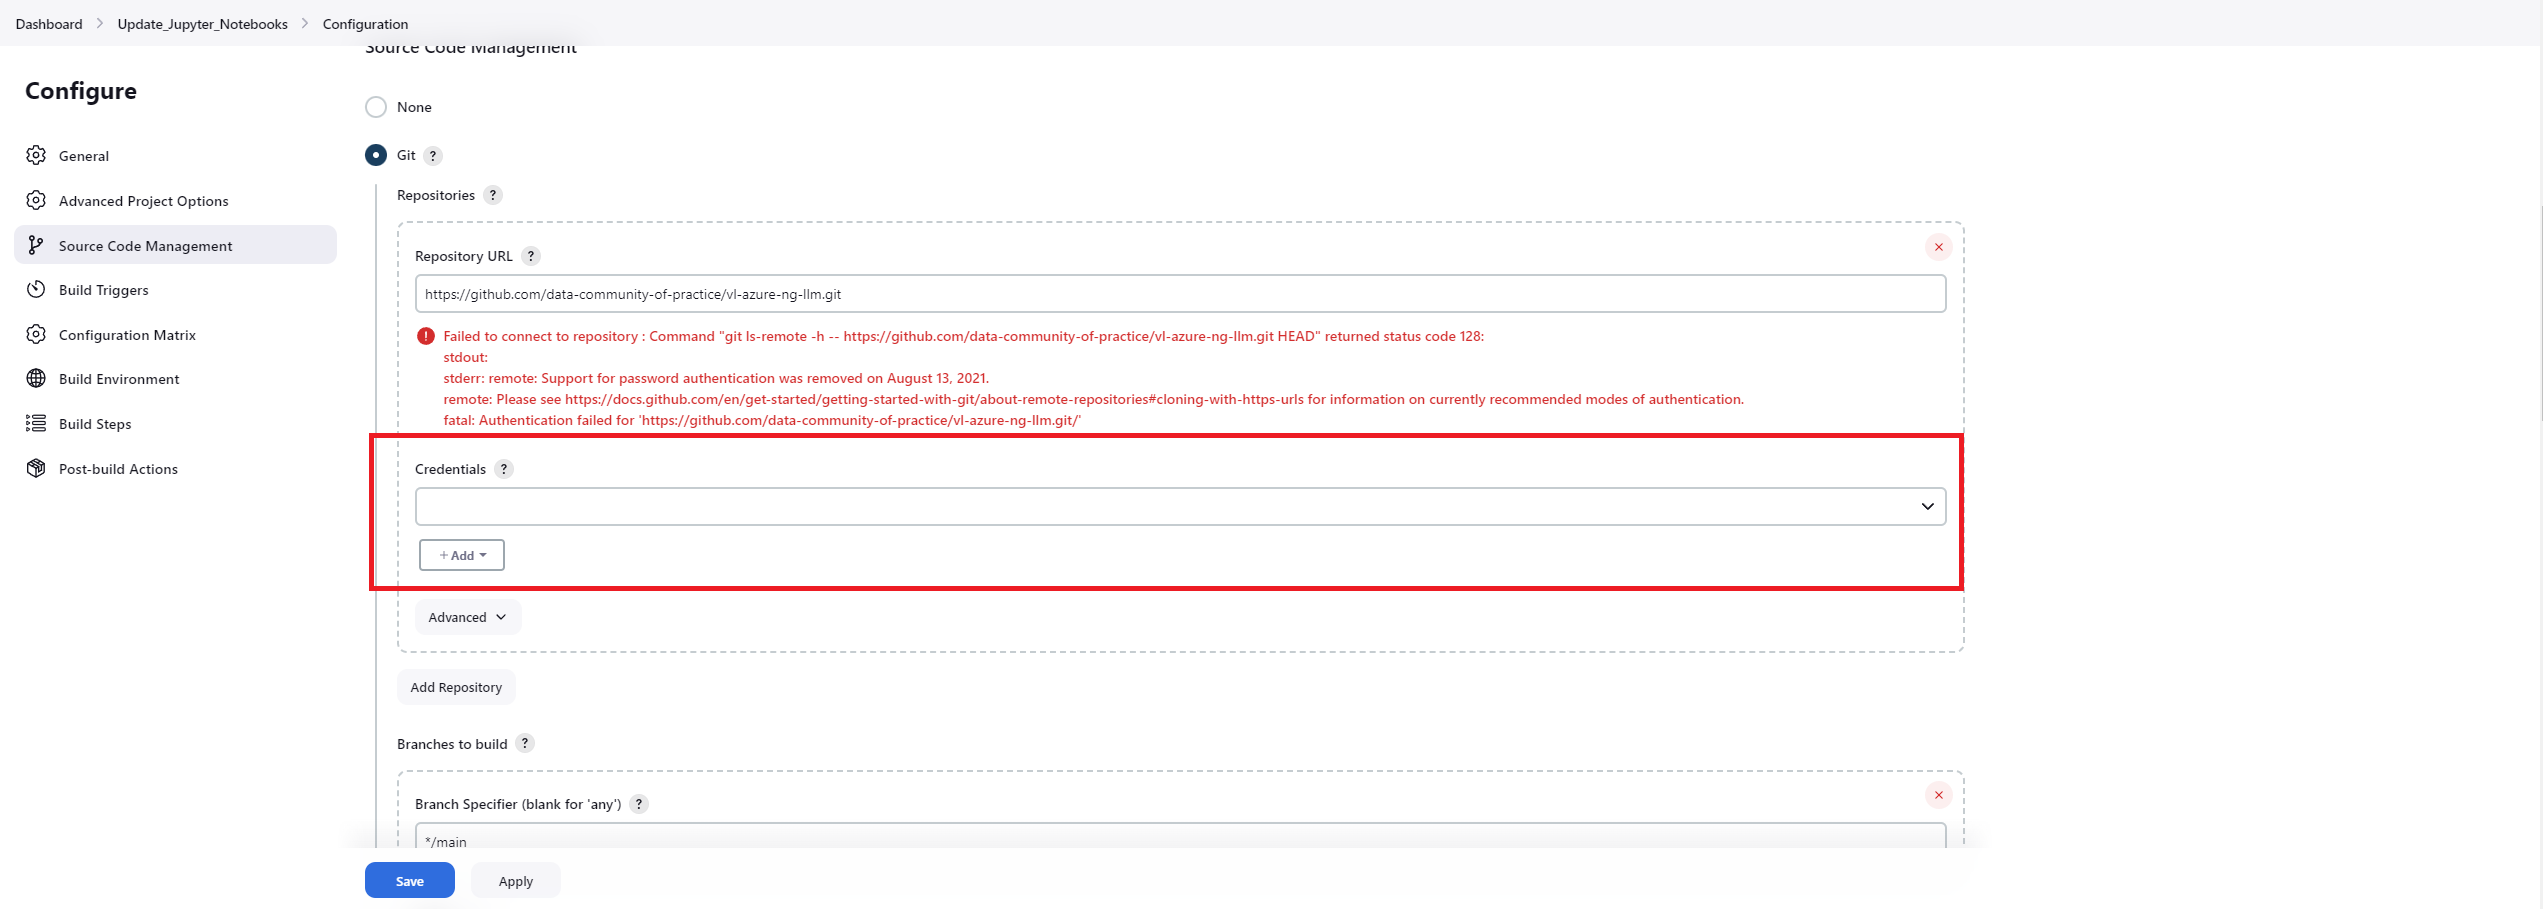 Dashboard > Update_Jupyter_Notebooks > Configuration
Configure
General
Advanced Project Options
Source Code Management
Build Triggers
Configuration Matrix
Build Environment
Build Steps
Post-build Actions
Source Code Management
None
Git ?
Repositories ?
Repository URL ?
https://github.com/data-community-of-practice/vl-azure-ng-llm.git
Failed to connect to repository : Command "git ls-remote -h -- https://github.com/data-community-of-practice/vl-azure-ng-llm.git HEAD" returned status code 128:
stdout:
stderr: remote: Support for password authentication was removed on August 13, 2021.
remote: Please see https://docs.github.com/en/get-started/getting-started-with-git/about-remote-repositories#cloning-with-https-urls for information on currently recommended modes of authentication.
fatal: Authentication failed for 'https://github.com/data-community-of-practice/vl-azure-ng-llm.git/'
Credentials ?
+ Add
Advanced
Add Repository
Branches to build ?
Branch Specifier (blank for 'any') ?
*/main
Save
Apply